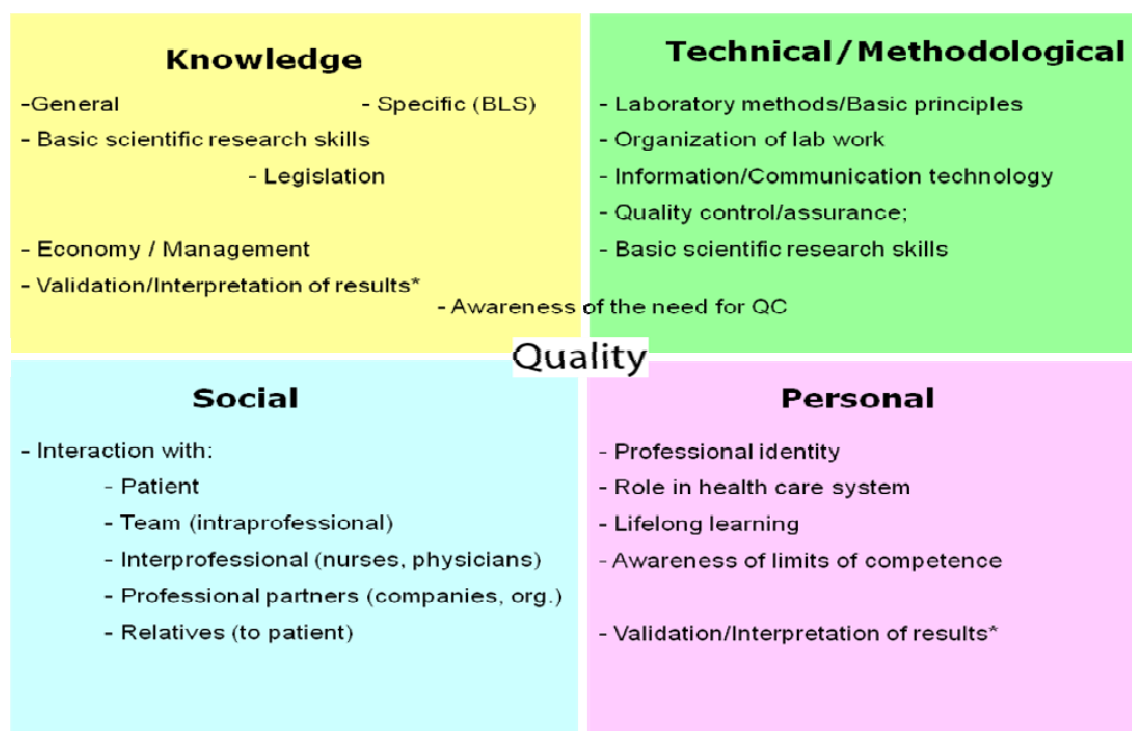 Knowledge
-General - Specific (BLS)
- Basic scientific research skills
- Legislation
- Economy / Management
- Validation/Interpretation of results*
Technical/Methodological
- Laboratory methods/Basic principles
- Organization of lab work
- Information/Communication technology
- Quality control/assurance;
- Basic scientific research skills
- Awareness of the need for QC
Quality
Social
- Interaction with:
- Patient
- Team (intraprofessional)
- Interprofessional (nurses, physicians)
- Professional partners (companies, org.)
- Relatives (to patient)
Personal
- Professional identity
- Role in health care system
- Lifelong learning
- Awareness of limits of competence
- Validation/Interpretation of results*